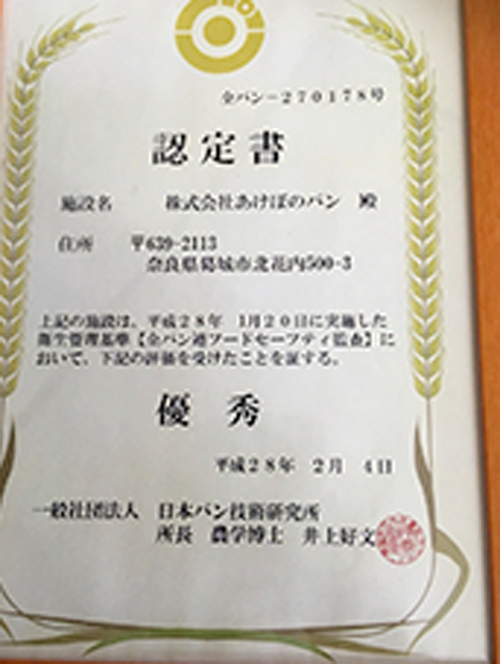 全パン－270178号
認定書
施設名 株式会社あけぼのパン 殿
住所 〒639-2113
奈良県葛城市北花内500-3
上記の施設は、平成28年 1月20日に実施した
衛生管理基準【全パン連フードセーフティ監査】に
おいて、下記の評価を受けたことを証する。
優秀
平成28年 2月 4日
一般社団法人 日本パン技術研究所
所長 農学博士 井上好文